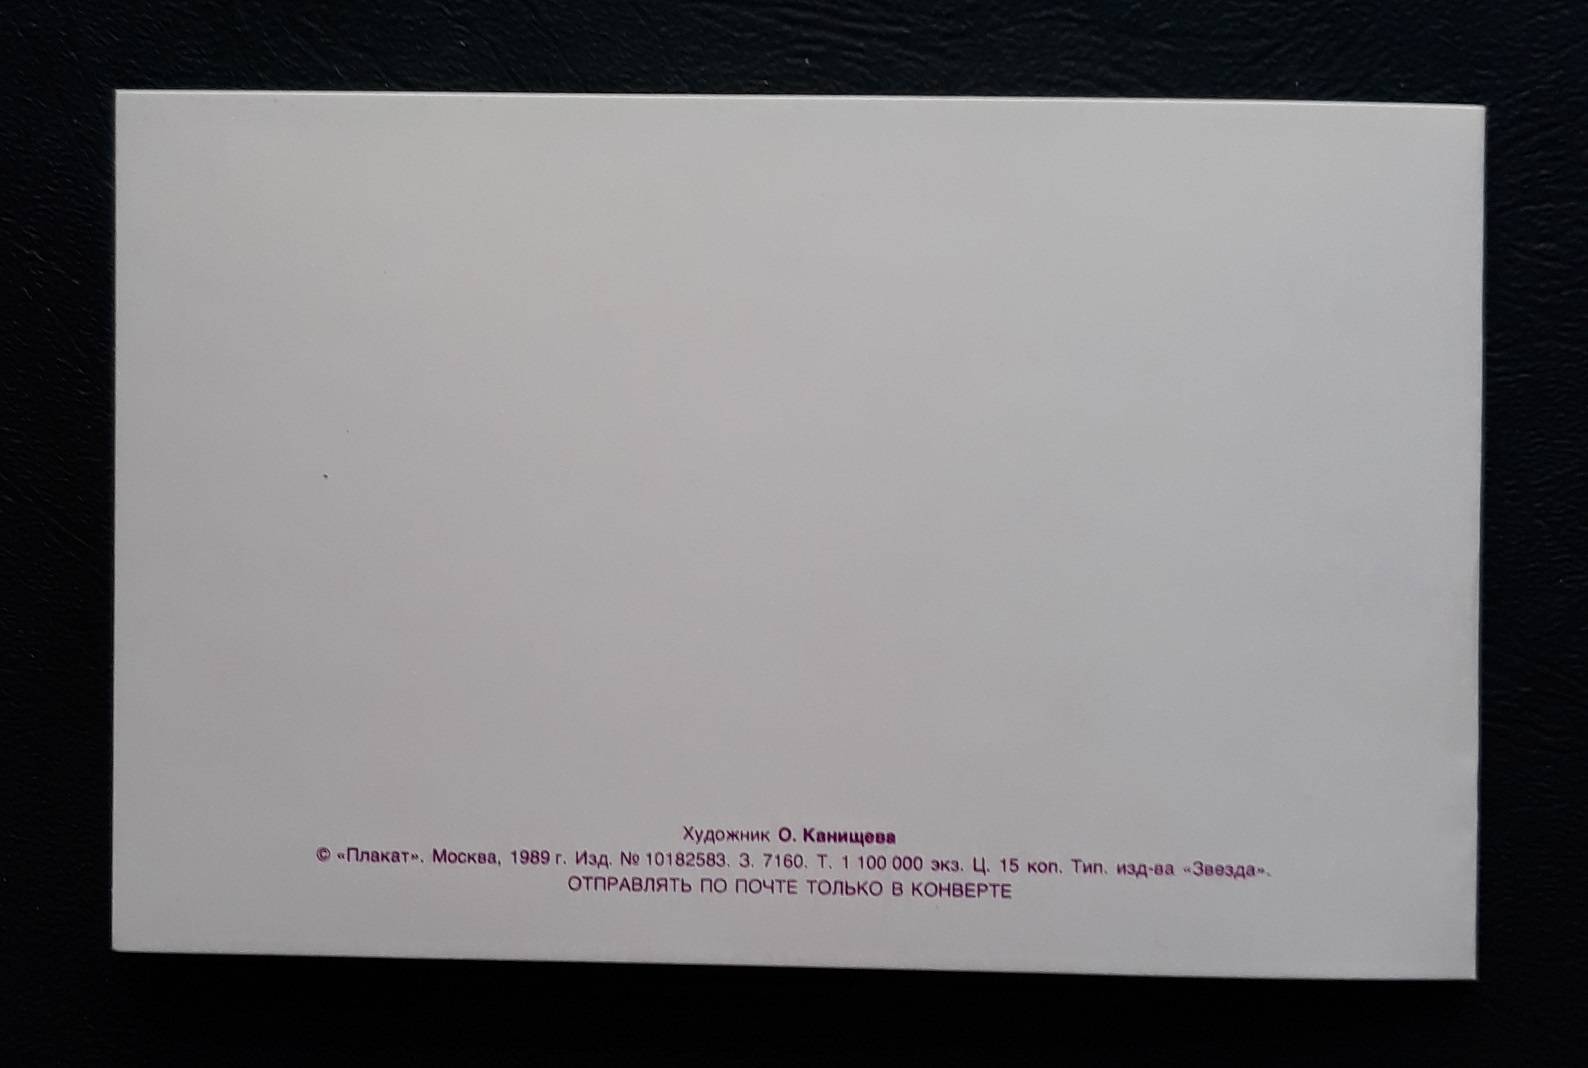 Художник О. Канищева
© «Плакат». Москва, 1989 г. Изд. № 10182583. З. 7160. Т. 1 100 000 экз. Ц. 15 коп. Тип. изд-ва «Звезда».
ОТПРАВЛЯТЬ ПО ПОЧТЕ ТОЛЬКО В КОНВЕРТЕ